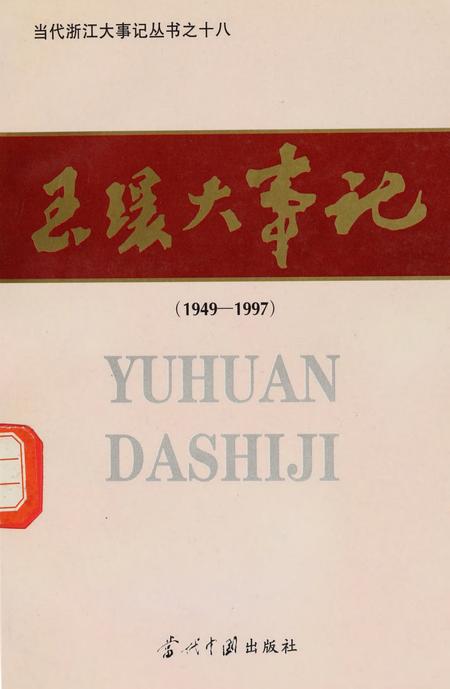 当代浙江大事记丛书之十八
玉环大事记
(1949—1997)
YUHUAN
DASHIJI
当代中国出版社